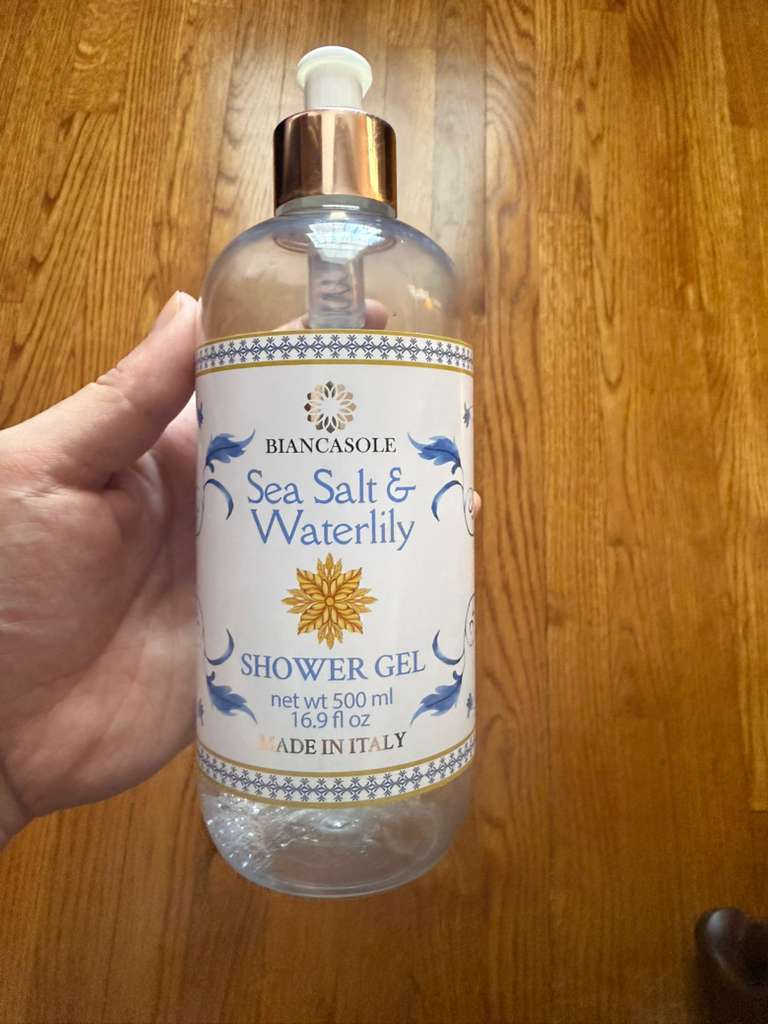 BIANCASOLE
Sea Salt &
Waterlily
SHOWER GEL
net wt 500 ml
16.9 fl oz
MADE IN ITALY